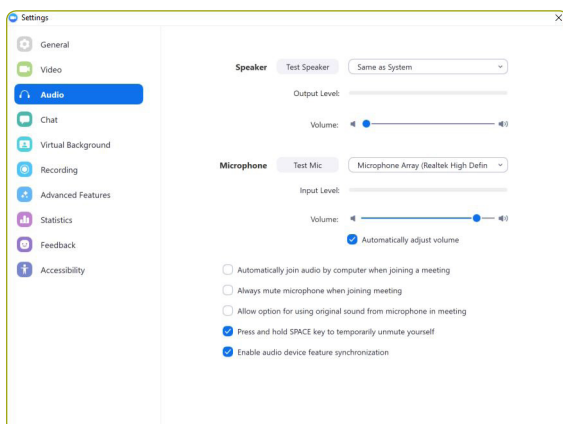 Settings
General
Video
Audio
Chat
Virtual Background
Recording
Advanced Features
Statistics
Feedback
Accessibility
Speaker Test Speaker Same as System
Output Level:
Volume:
Microphone Test Mic Microphone Array (Realtek High Defin
Input Level:
Volume:
Automatically adjust volume
Automatically join audio by computer when joining a meeting
Always mute microphone when joining meeting
Allow option for using original sound from microphone in meeting
Press and hold SPACE key to temporarily unmute yourself
Enable audio device feature synchronization